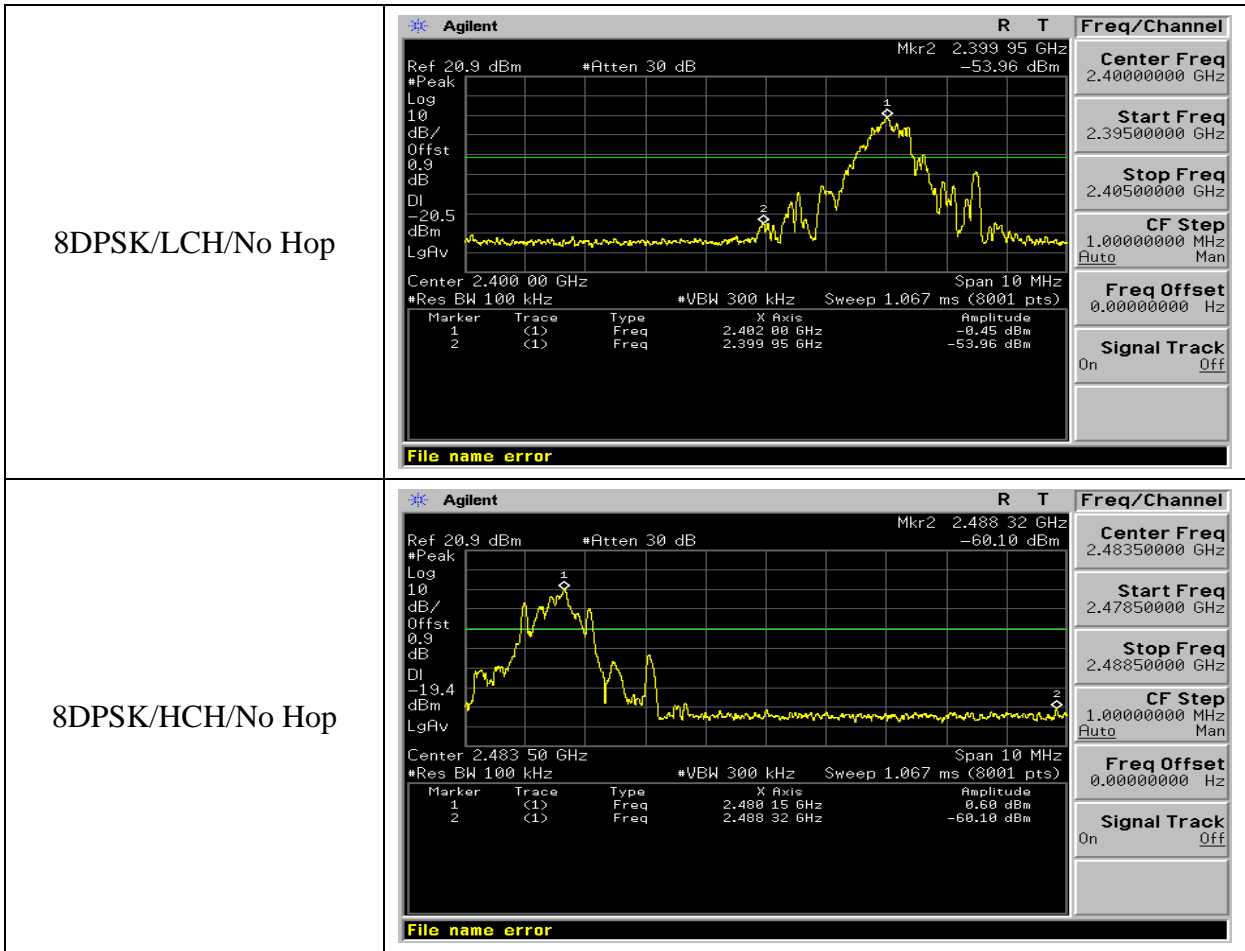 8DPSK/LCH/No Hop
Agilent R T
Mkr2 2.399 95 GHz
Ref 20.9 dBm #Atten 30 dB -53.96 dBm
#Peak
Log
10
dB/
Offst
0.9
dB
DI
-20.5
dBm
LgAv
1
2
Center 2.400 00 GHz Span 10 MHz
#Res BW 100 kHz #VBW 300 kHz Sweep 1.067 ms (8001 pts)
Marker Trace Type X Axis Amplitude
1 (1) Freq 2.402 00 GHz -0.45 dBm
2 (1) Freq 2.399 95 GHz -53.96 dBm
File name error
Freq/Channel
Center Freq
2.40000000 GHz
Start Freq
2.39500000 GHz
Stop Freq
2.40500000 GHz
CF Step
1.00000000 MHz
Auto Man
Freq Offset
0.00000000 Hz
Signal Track
On Off
8DPSK/HCH/No Hop
Agilent R T
Mkr2 2.488 32 GHz
Ref 20.9 dBm #Atten 30 dB -60.10 dBm
#Peak
Log
10
dB/
Offst
0.9
dB
DI
-19.4
dBm
LgAv
1
2
Center 2.483 50 GHz Span 10 MHz
#Res BW 100 kHz #VBW 300 kHz Sweep 1.067 ms (8001 pts)
Marker Trace Type X Axis Amplitude
1 (1) Freq 2.480 15 GHz 0.60 dBm
2 (1) Freq 2.488 32 GHz -60.10 dBm
File name error
Freq/Channel
Center Freq
2.48350000 GHz
Start Freq
2.47850000 GHz
Stop Freq
2.48850000 GHz
CF Step
1.00000000 MHz
Auto Man
Freq Offset
0.00000000 Hz
Signal Track
On Off